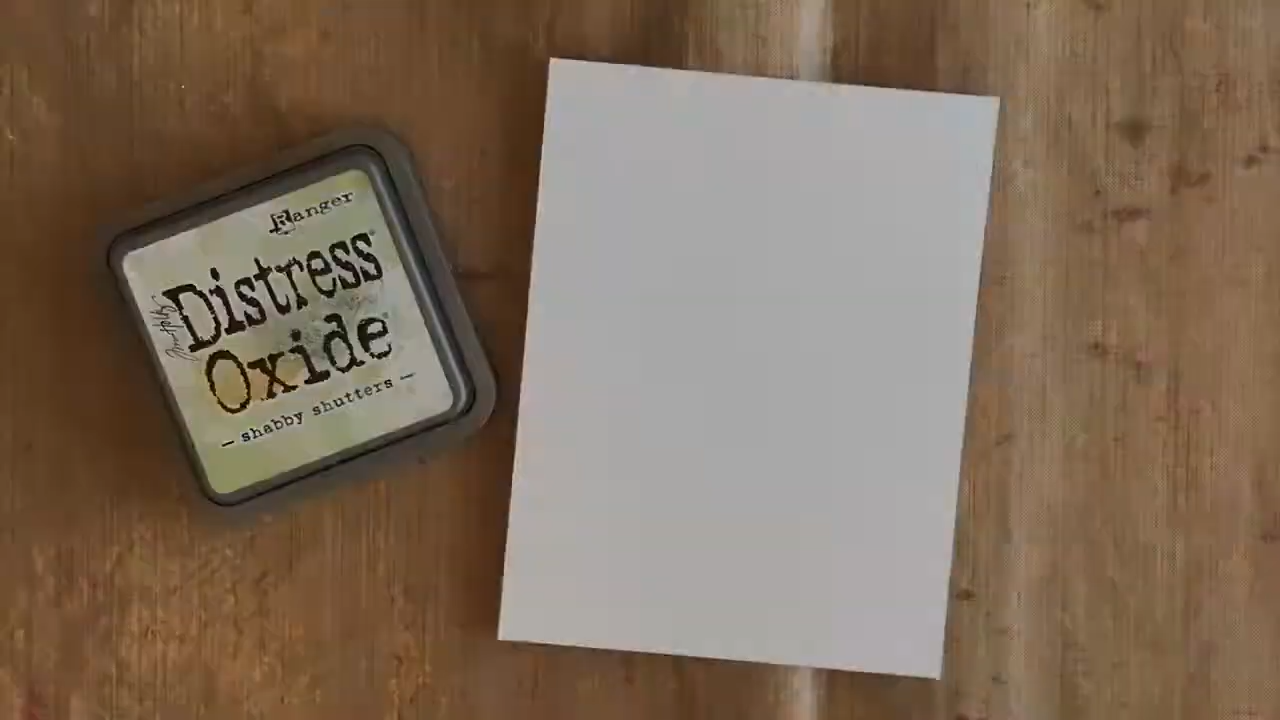 Ranger
Distress
Oxide
– shabby shutters –